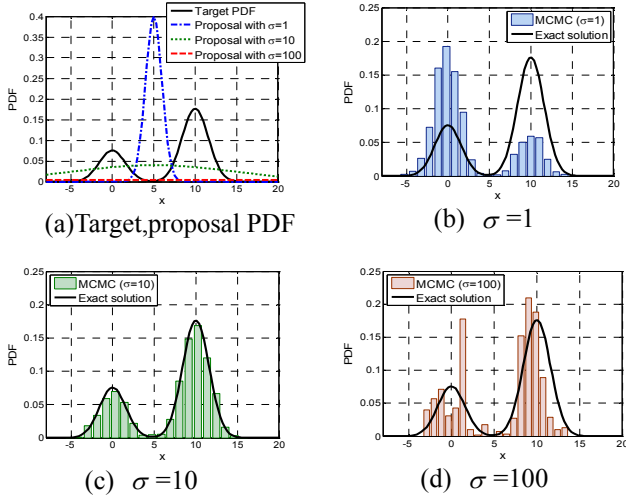 Target PDF
Proposal with σ=1
Proposal with σ=10
Proposal with σ=100
PDF
0.4
0.35
0.3
0.25
0.2
0.15
0.1
0.05
0
-5 0 5 10 15 20
x
(a)Target,proposal PDF
MCMC (σ=1)
Exact solution
PDF
0.25
0.2
0.15
0.1
0.05
0
-5 0 5 10 15 20
x
(b) σ =1
MCMC (σ=10)
Exact solution
PDF
0.25
0.2
0.15
0.1
0.05
0
-5 0 5 10 15 20
x
(c) σ =10
MCMC (σ=100)
Exact solution
PDF
0.25
0.2
0.15
0.1
0.05
0
-5 0 5 10 15 20
x
(d) σ =100